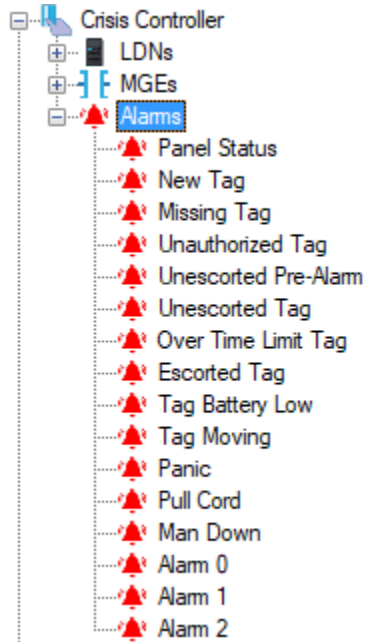 Crisis Controller
LDNs
MGEs
Alarms
Panel Status
New Tag
Missing Tag
Unauthorized Tag
Unescorted Pre-Alarm
Unescorted Tag
Over Time Limit Tag
Escorted Tag
Tag Battery Low
Tag Moving
Panic
Pull Cord
Man Down
Alarm 0
Alarm 1
Alarm 2